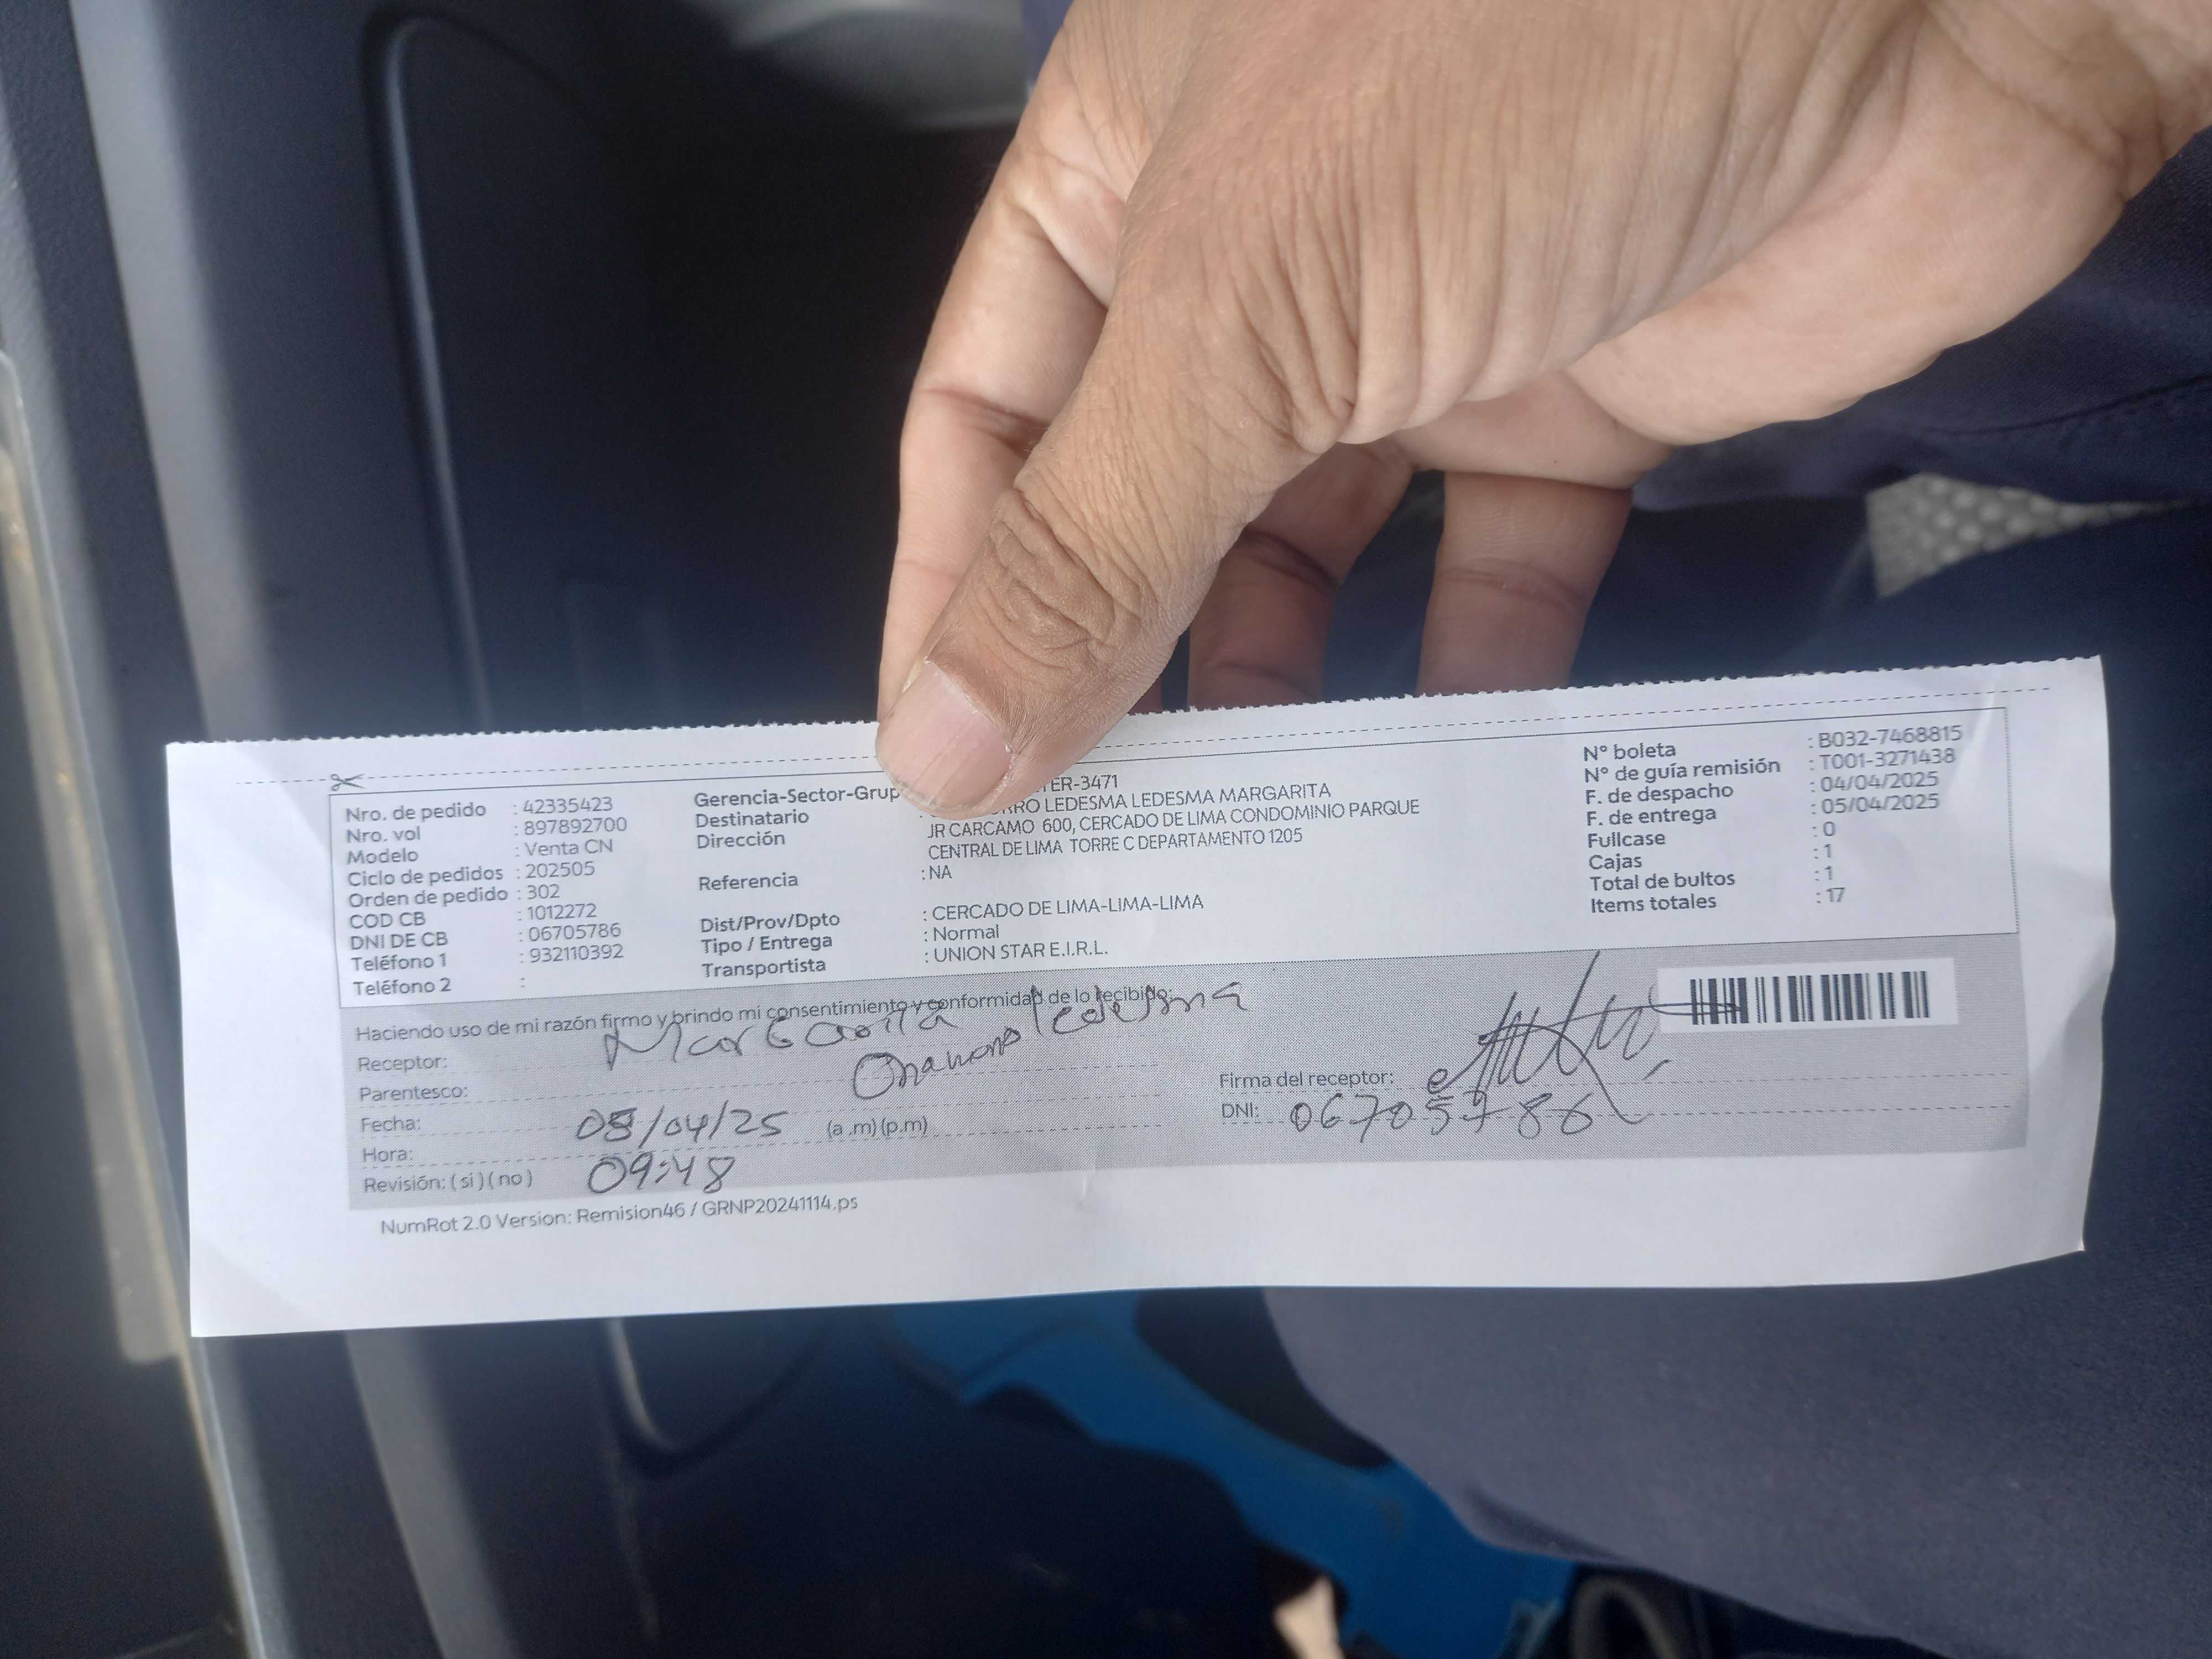 Nro. de pedido : 42335423
Nro. vol : 897892700
Modelo : Venta CN
Ciclo de pedidos : 202505
Orden de pedido : 302
COD CB : 1012272
DNI DE CB : 06705786
Teléfono 1 : 932110392
Teléfono 2 :
Gerencia-Sector-Grup TER-3471
Destinatario : RRO LEDESMA LEDESMA MARGARITA
Dirección JR CARCAMO 600, CERCADO DE LIMA CONDOMINIO PARQUE
CENTRAL DE LIMA TORRE C DEPARTAMENTO 1205
Referencia : NA
Dist/Prov/Dpto : CERCADO DE LIMA-LIMA-LIMA
Tipo / Entrega : Normal
Transportista : UNION STAR E.I.R.L.
N° boleta : B032-7468815
N° de guía remisión : T001-3271438
F. de despacho : 04/04/2025
F. de entrega : 05/04/2025
Fullcase : 0
Cajas : 1
Total de bultos : 1
Items totales : 17
Haciendo uso de mi razón firmo y brindo mi consentimiento y conformidad de lo recibido:
Receptor: Margarita ledesma
Parentesco:
Fecha: 05/04/25 (a .m) (p.m)
Hora: 09:48
Revisión: ( si ) ( no )
Firma del receptor:
DNI: 06705786
NumRot 2.0 Version: Remision46 / GRNP20241114.ps